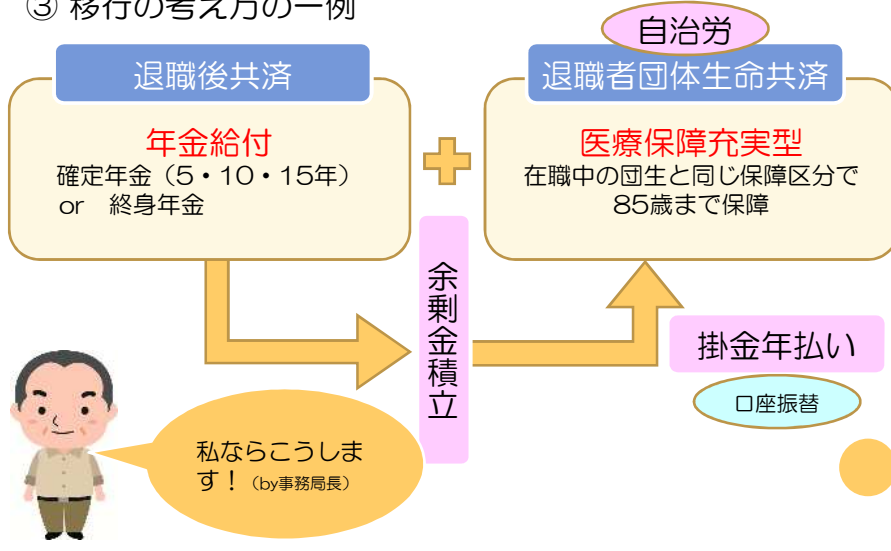 ③ 移行の考え方の一例
自治労
退職後共済
年金給付
確定年金（5・10・15年）
or 終身年金
退職者団体生命共済
医療保障充実型
在職中の団生と同じ保障区分で
85歳まで保障
余剰金積立
掛金年払い
口座振替
私ならこうしま
す！（by事務局長）